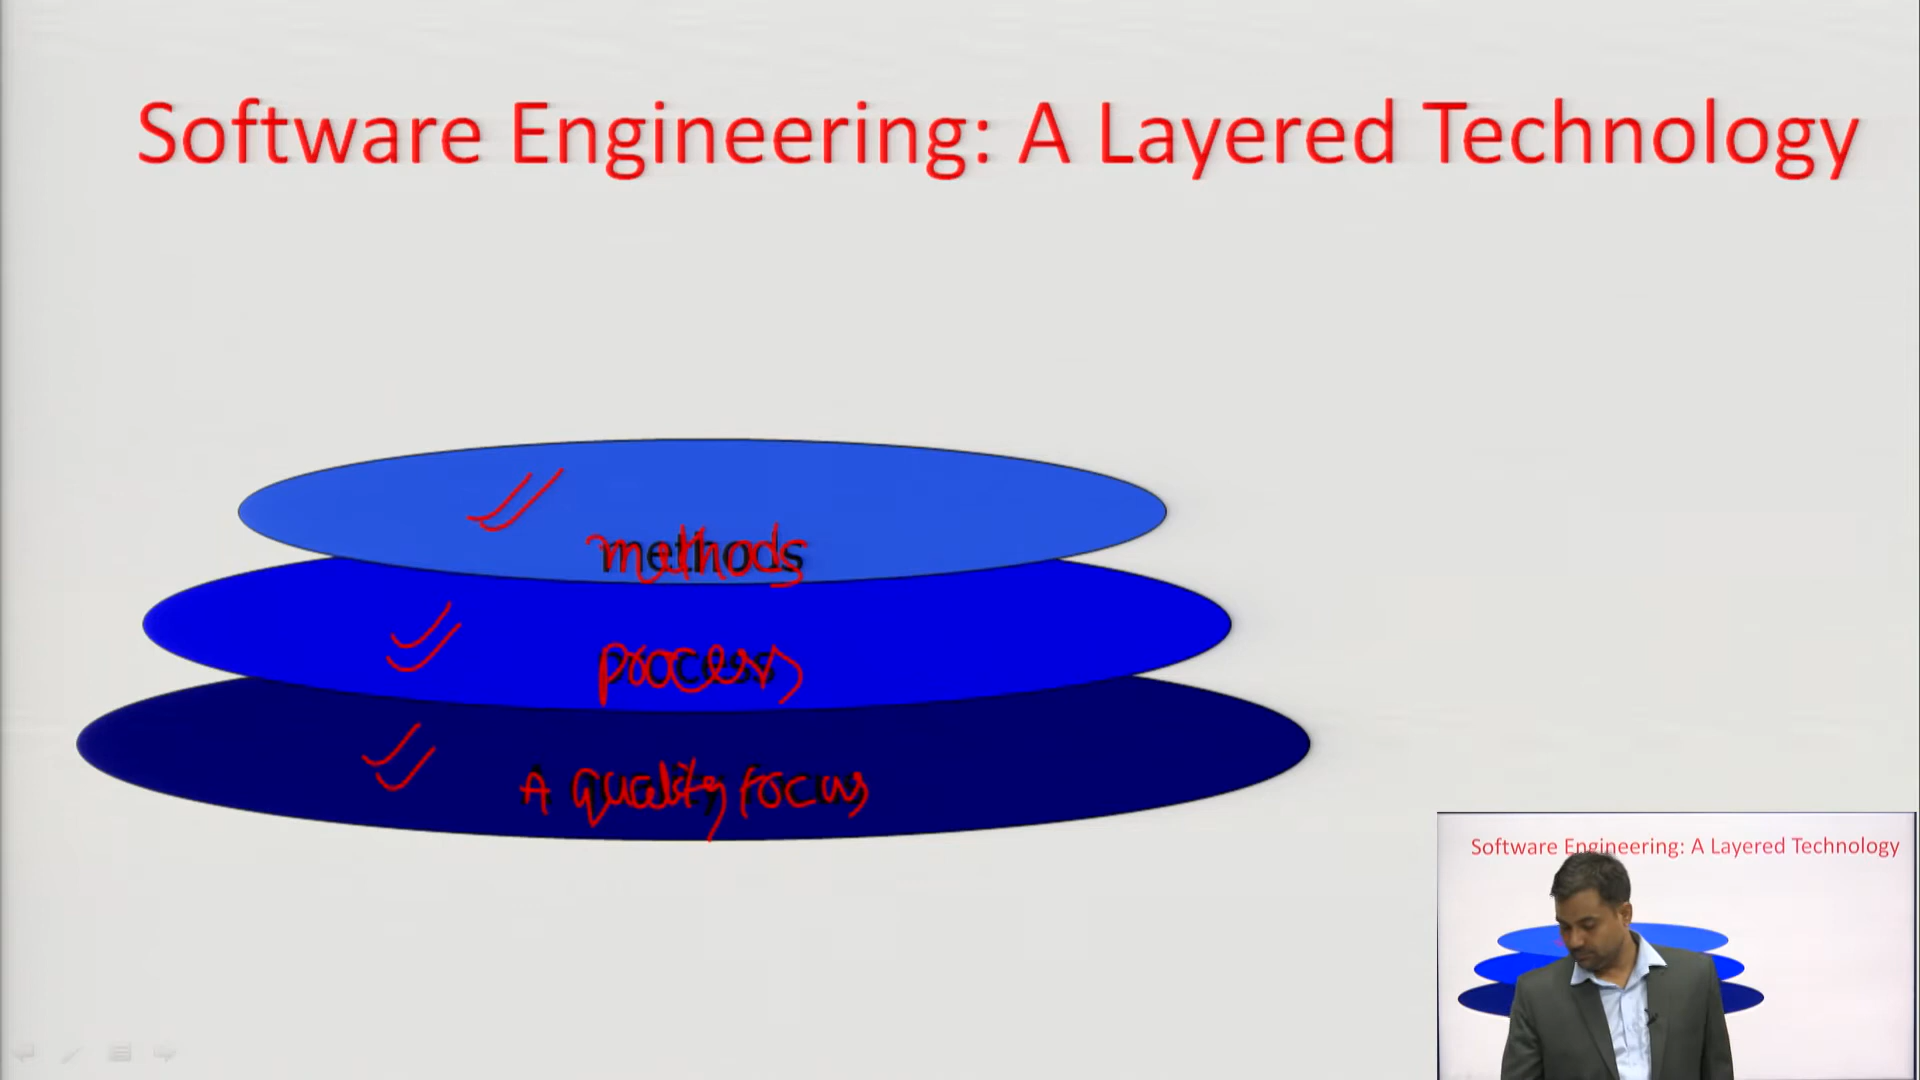 Software Engineering: A Layered Technology
methods
process
A quality focus
Software Engineering: A Layered Technology